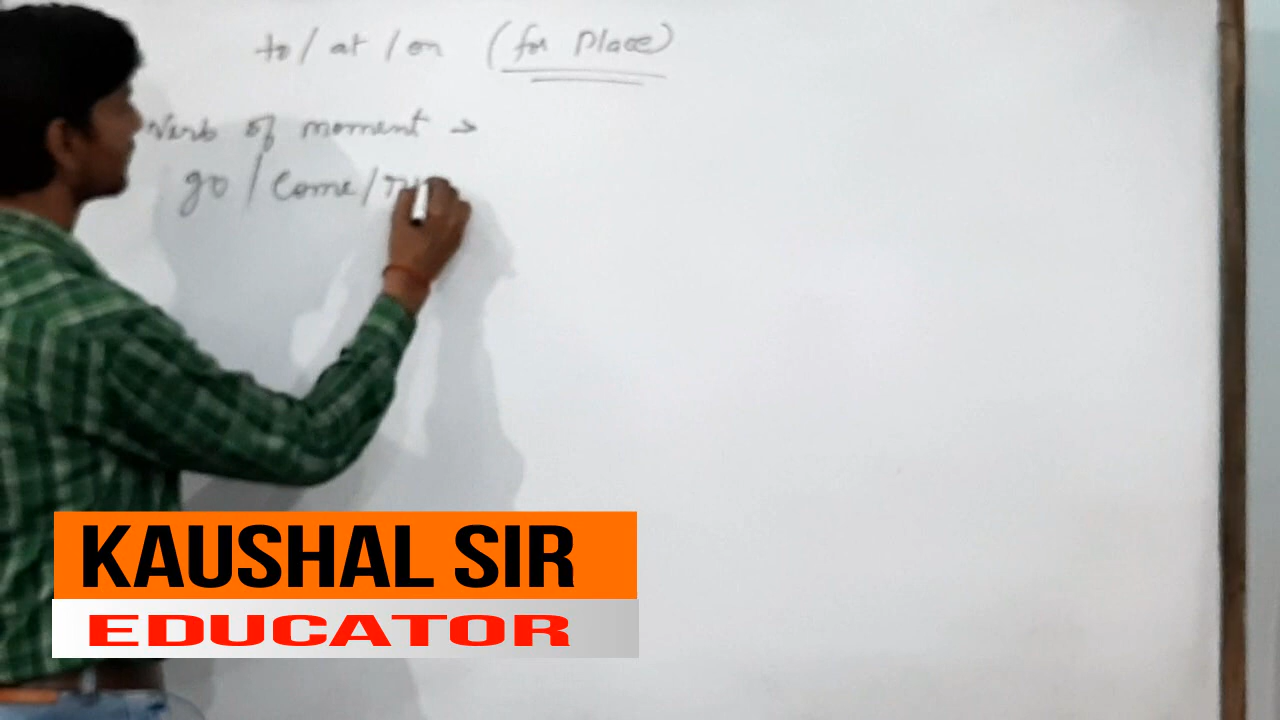 to / at / on (for Place)
Verb of moment →
go / Come /
KAUSHAL SIR
EDUCATOR